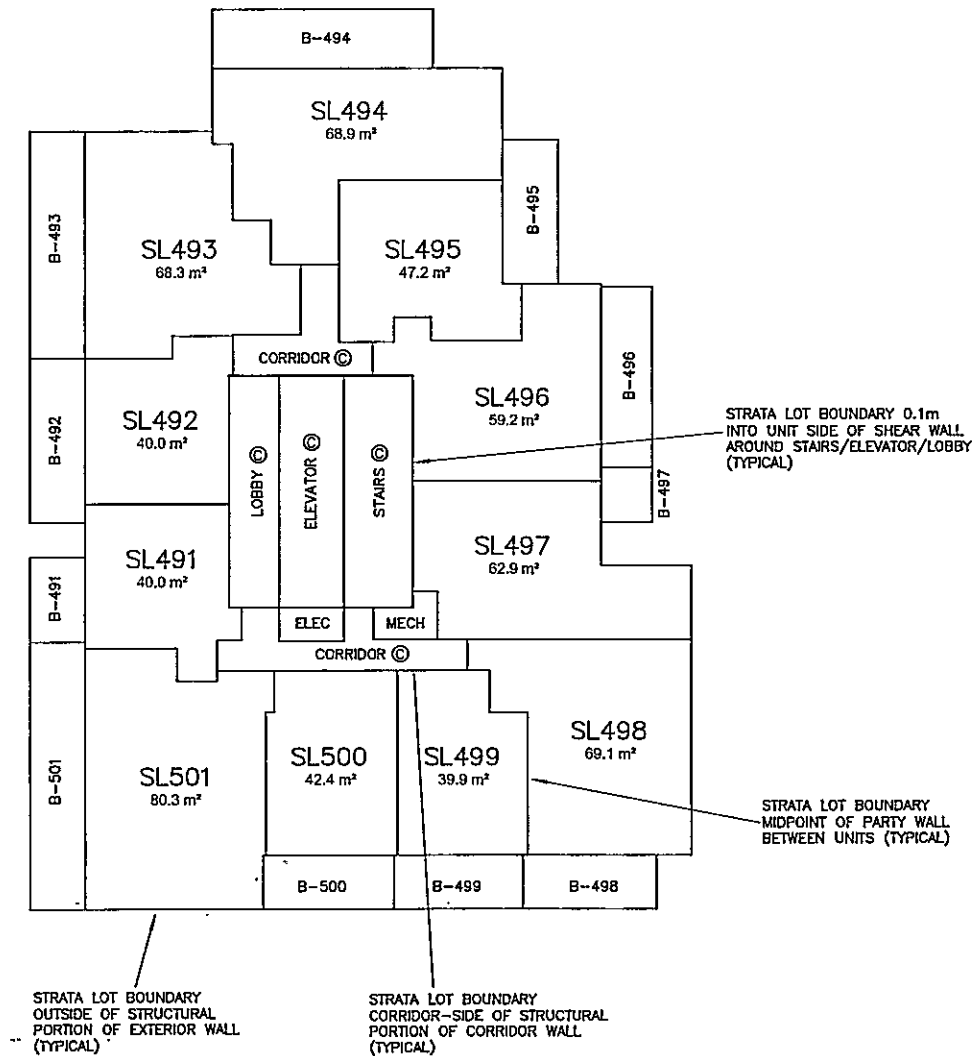 B-494
SL494
68.9 m²
B-493
SL493
68.3 m²
B-495
SL495
47.2 m²
CORRIDOR ©
B-492
SL492
40.0 m²
LOBBY ©
ELEVATOR ©
STAIRS ©
SL496
59.2 m²
B-496
STRATA LOT BOUNDARY 0.1m
INTO UNIT SIDE OF SHEAR WALL
AROUND STAIRS/ELEVATOR/LOBBY
(TYPICAL)
B-497
SL497
62.9 m²
B-491
SL491
40.0 m²
ELEC
MECH
CORRIDOR ©
B-501
SL501
80.3 m²
SL500
42.4 m²
SL499
39.9 m²
SL498
69.1 m²
STRATA LOT BOUNDARY
MIDPOINT OF PARTY WALL
BETWEEN UNITS (TYPICAL)
B-500
B-499
B-498
STRATA LOT BOUNDARY
OUTSIDE OF STRUCTURAL
PORTION OF EXTERIOR WALL
(TYPICAL)
STRATA LOT BOUNDARY
CORRIDOR-SIDE OF STRUCTURAL
PORTION OF CORRIDOR WALL
(TYPICAL)